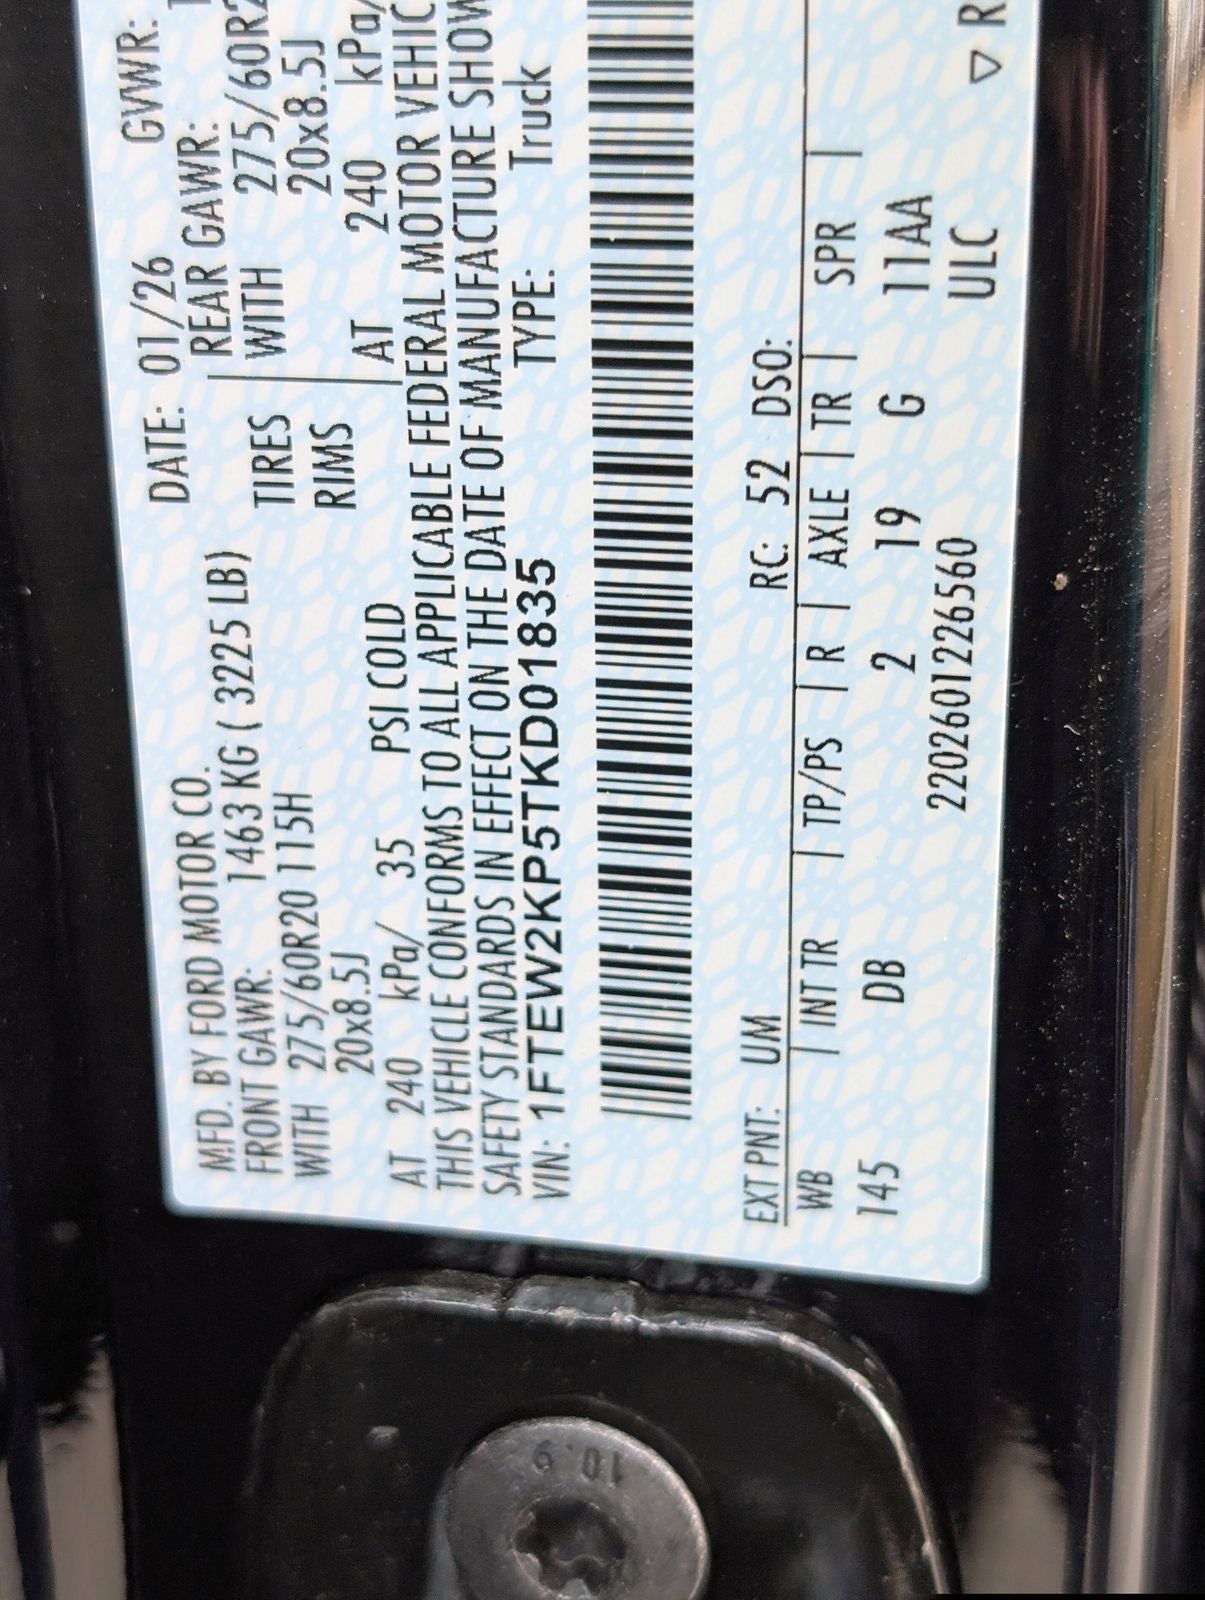 MFD. BY FORD MOTOR CO. DATE: 01/26 GVWR:
FRONT GAWR: 1463 KG ( 3225 LB) REAR GAWR:
WITH 275/60R20 115H TIRES WITH 275/60R2
20x8.5J RIMS 20x8.5J
AT 240 kPa/ 35 PSI COLD AT 240 kPa/
THIS VEHICLE CONFORMS TO ALL APPLICABLE FEDERAL MOTOR VEHIC
SAFETY STANDARDS IN EFFECT ON THE DATE OF MANUFACTURE SHOW
VIN: 1FTEW2KP5TKD01835 TYPE: Truck
EXT PNT: UM RC: 52 DSO:
WB | INT TR | TP/PS | R | AXLE | TR | SPR |
145 DB 2 19 G 11AA
2202601226560 ULC ▽ R
10.9